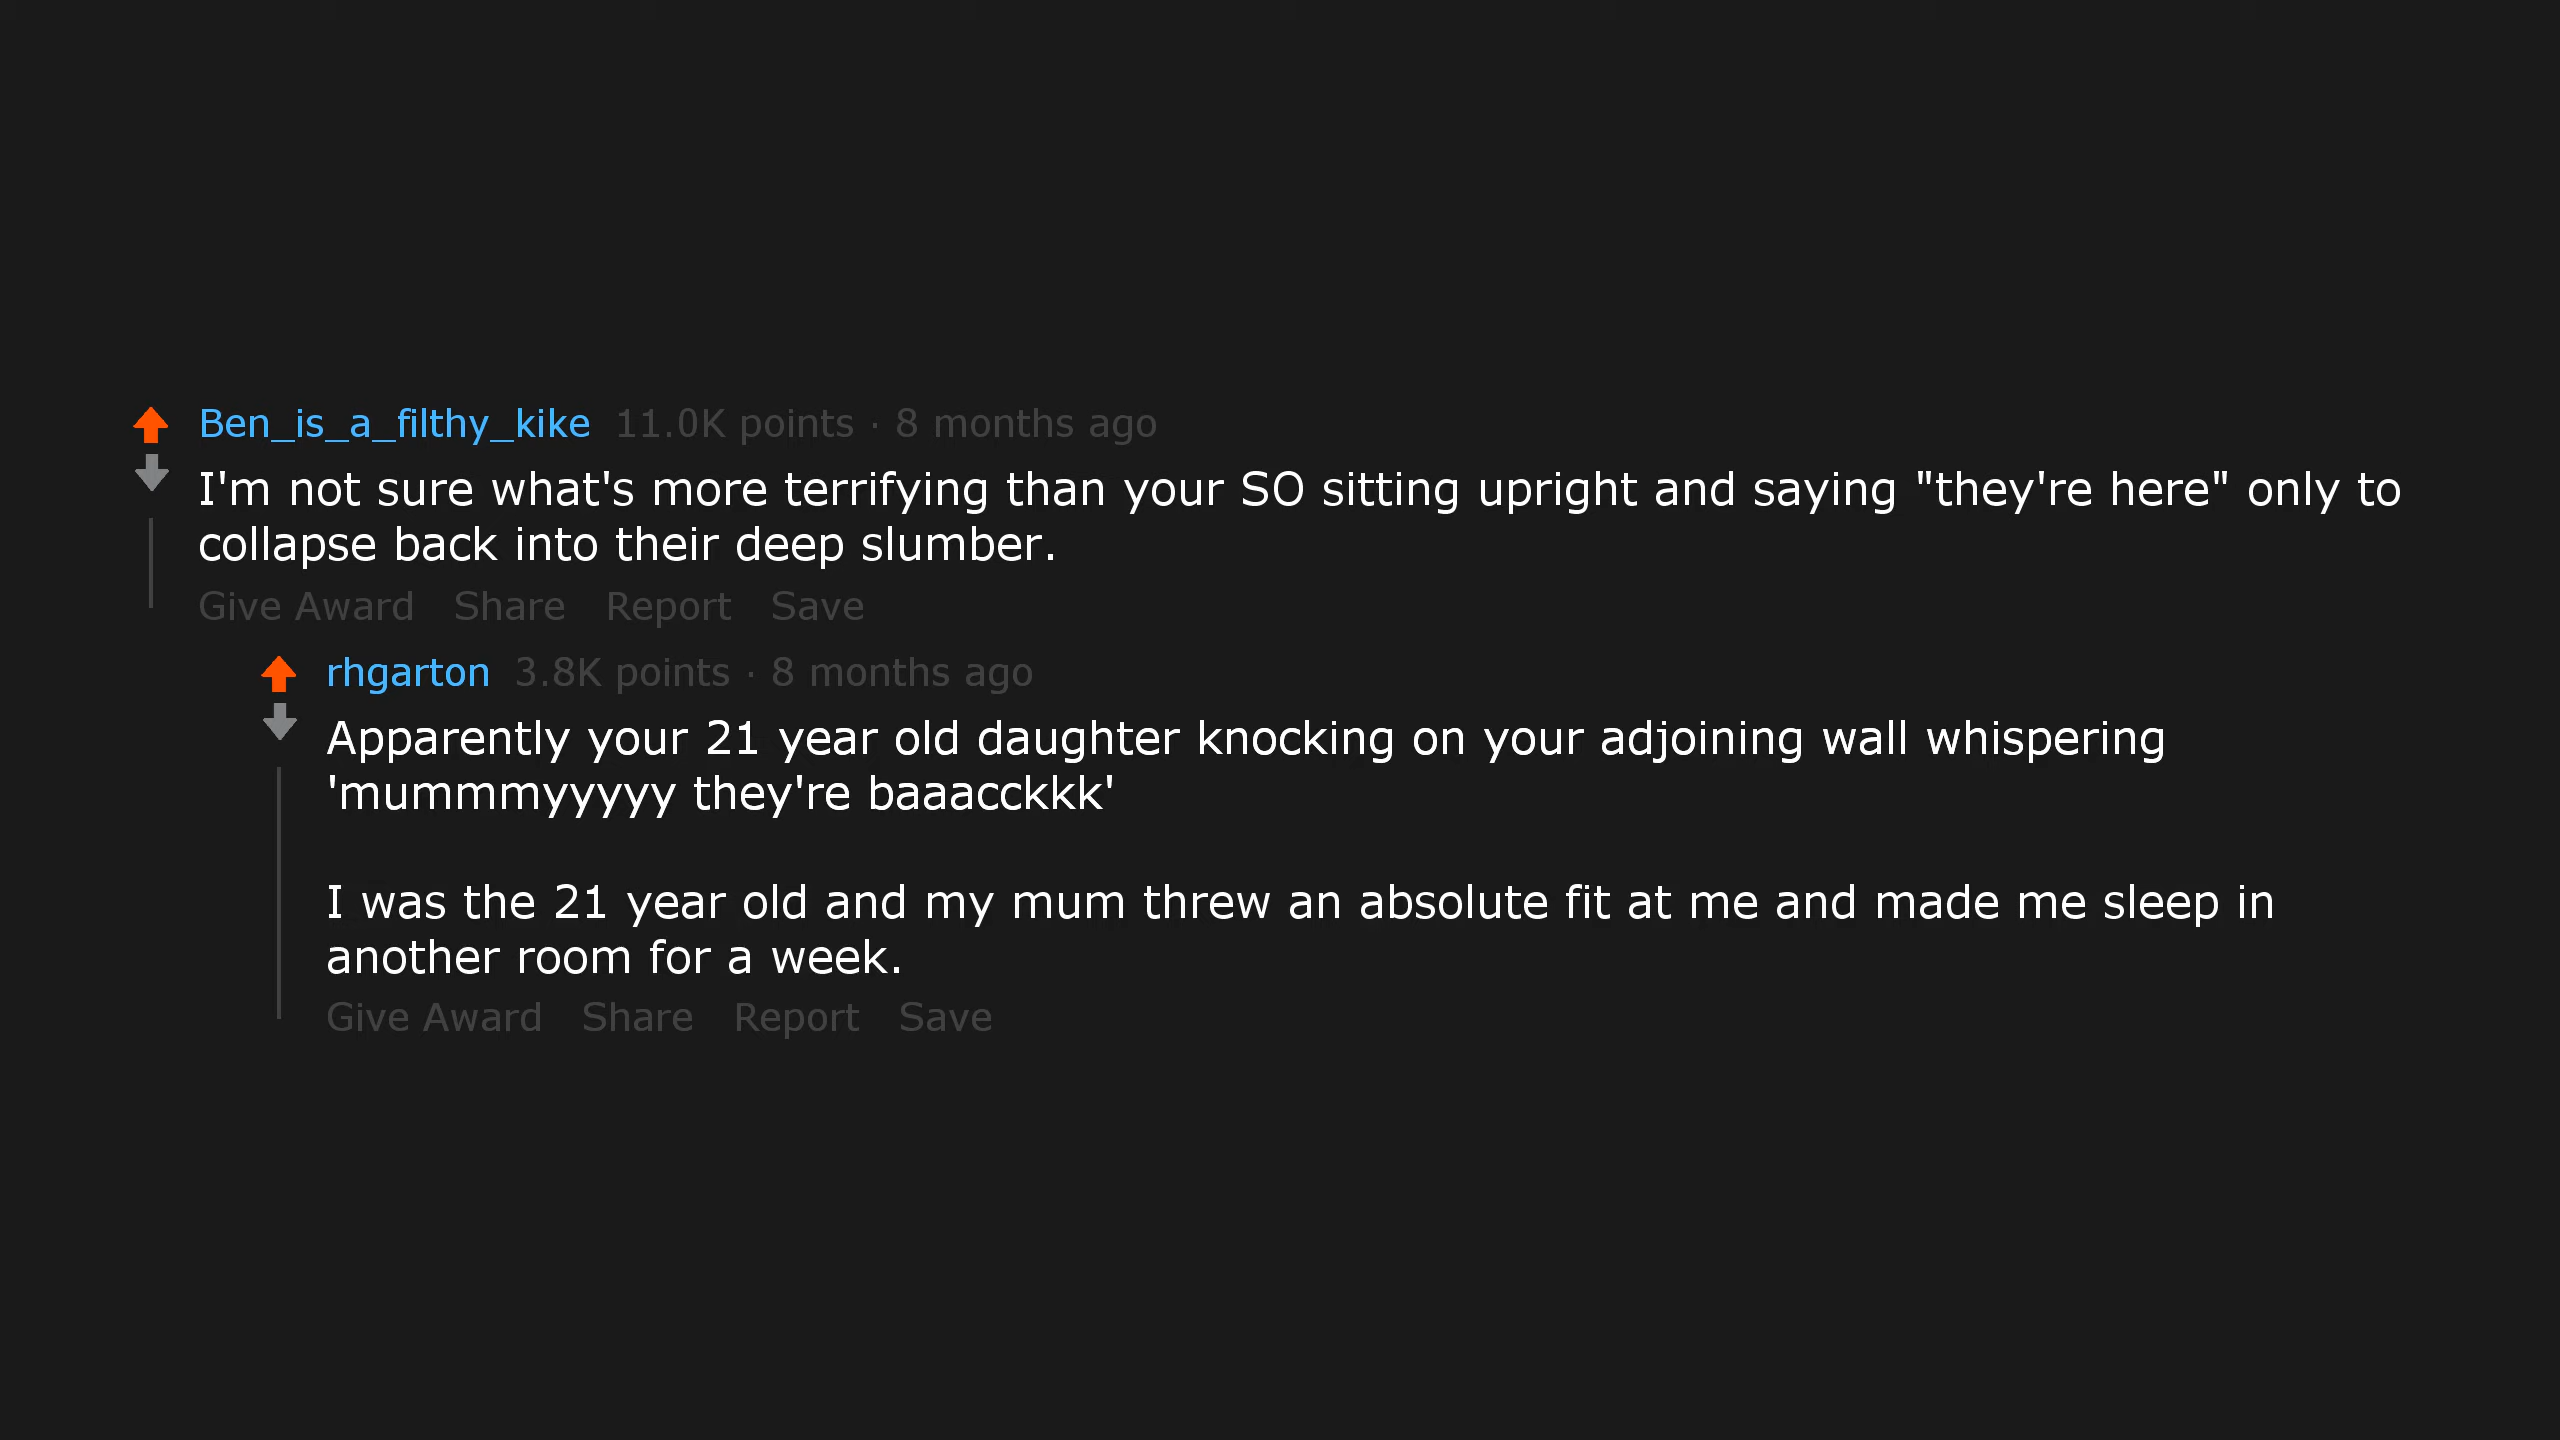 Ben_is_a_filthy_kike 11.0K points · 8 months ago
I'm not sure what's more terrifying than your SO sitting upright and saying "they're here" only to
collapse back into their deep slumber.
Give Award Share Report Save
rhgarton 3.8K points · 8 months ago
Apparently your 21 year old daughter knocking on your adjoining wall whispering
'mummmyyyyy they're baaacckkk'
I was the 21 year old and my mum threw an absolute fit at me and made me sleep in
another room for a week.
Give Award Share Report Save